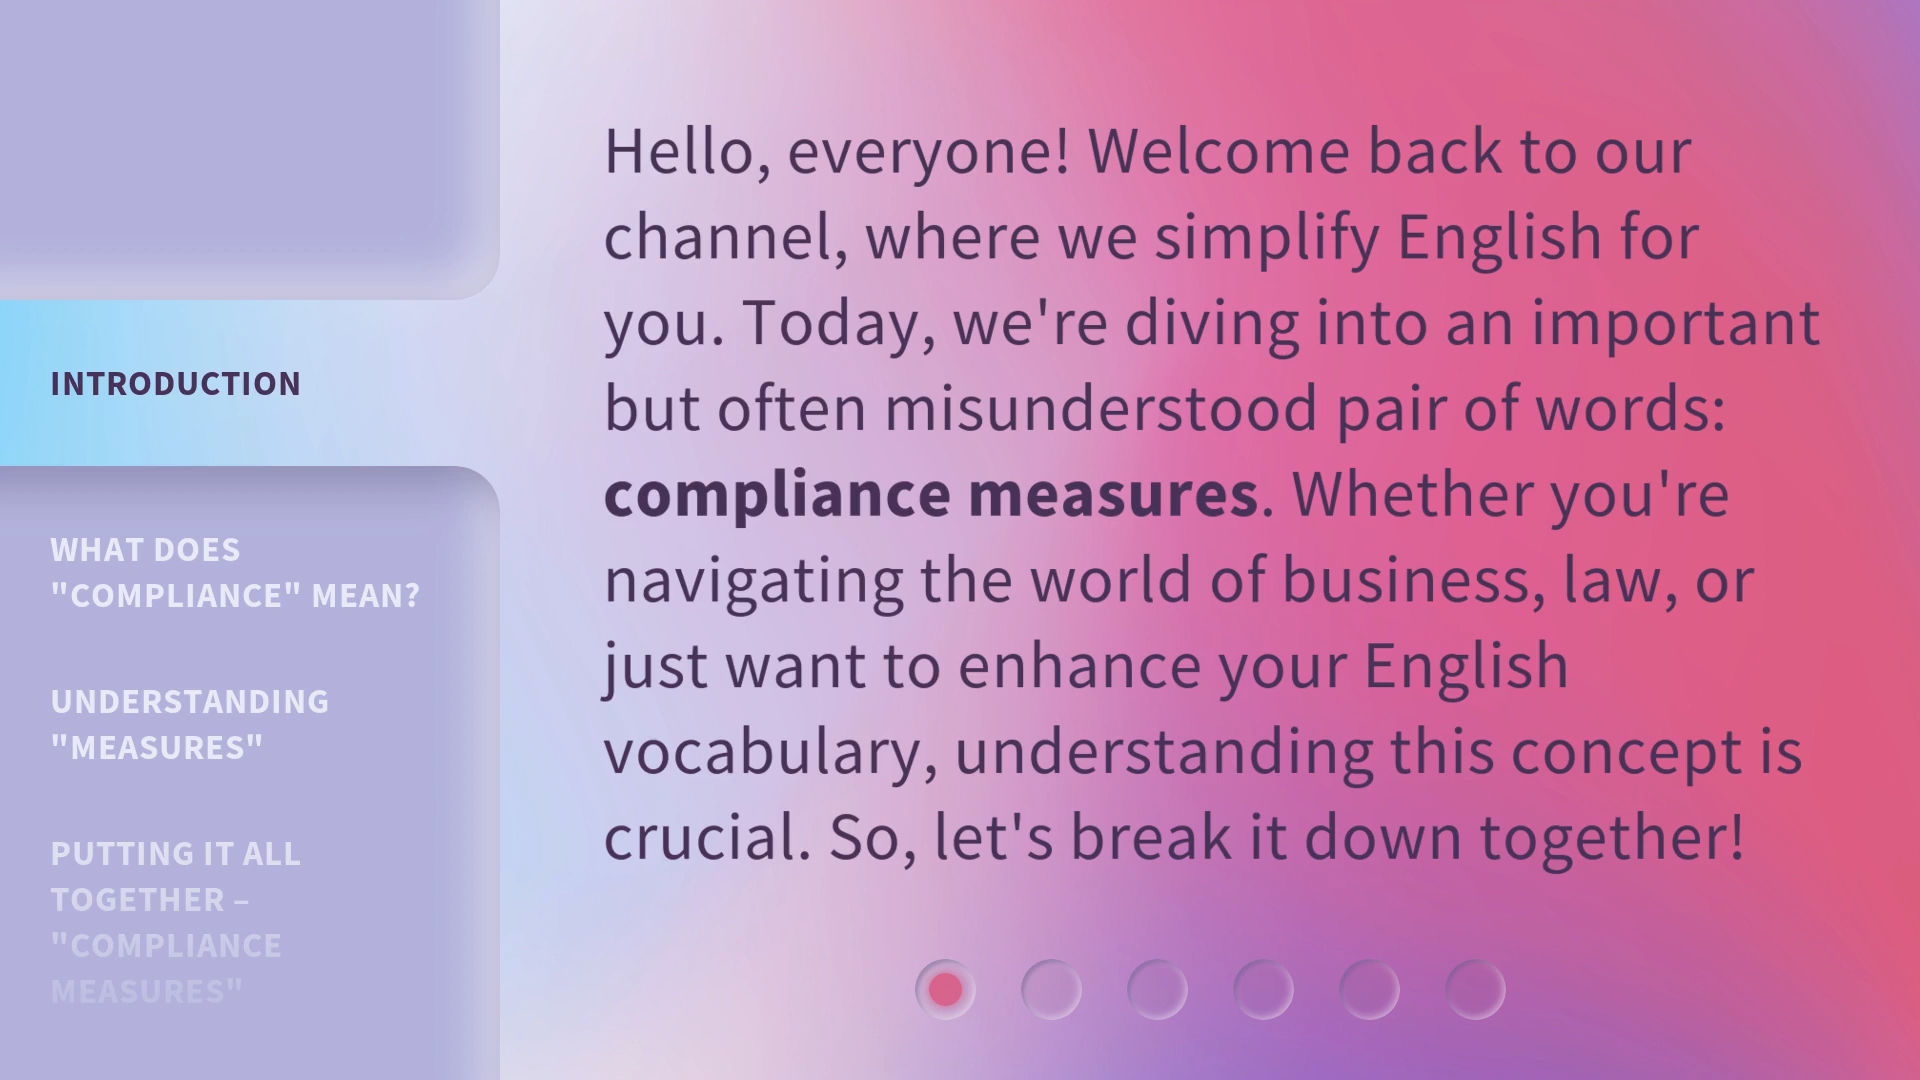 INTRODUCTION
WHAT DOES
"COMPLIANCE" MEAN?
UNDERSTANDING
"MEASURES"
PUTTING IT ALL
TOGETHER –
"COMPLIANCE
MEASURES"
Hello, everyone! Welcome back to our
channel, where we simplify English for
you. Today, we're diving into an important
but often misunderstood pair of words:
compliance measures. Whether you're
navigating the world of business, law, or
just want to enhance your English
vocabulary, understanding this concept is
crucial. So, let's break it down together!